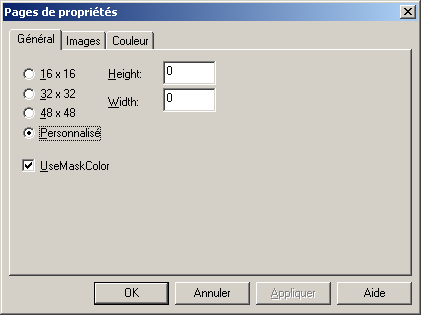 Pages de propriétés
Général Images Couleur
16 x 16 Height: 0
32 x 32
Width: 0
48 x 48
Personnalisé
UseMaskColor
OK Annuler Appliquer Aide